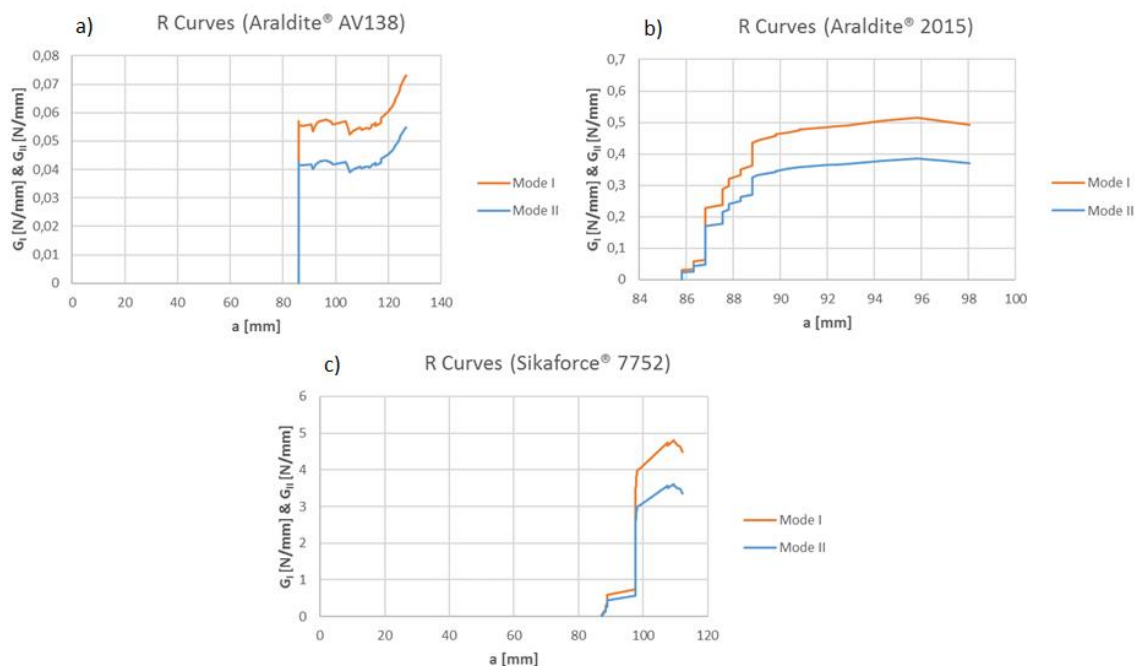 a)
R Curves (Araldite® AV138)
0,08
0,07
0,06
0,05
0,04
0,03
0,02
0,01
0
G_I [N/mm] & G_II [N/mm]
0 20 40 60 80 100 120 140
a [mm]
Mode I
Mode II
b)
R Curves (Araldite® 2015)
0,7
0,6
0,5
0,4
0,3
0,2
0,1
0
G_I [N/mm] & G_II [N/mm]
84 86 88 90 92 94 96 98 100
a [mm]
Mode I
Mode II
c)
R Curves (Sikaforce® 7752)
6
5
4
3
2
1
0
G_I [N/mm] & G_II [N/mm]
0 20 40 60 80 100 120
a [mm]
Mode I
Mode II